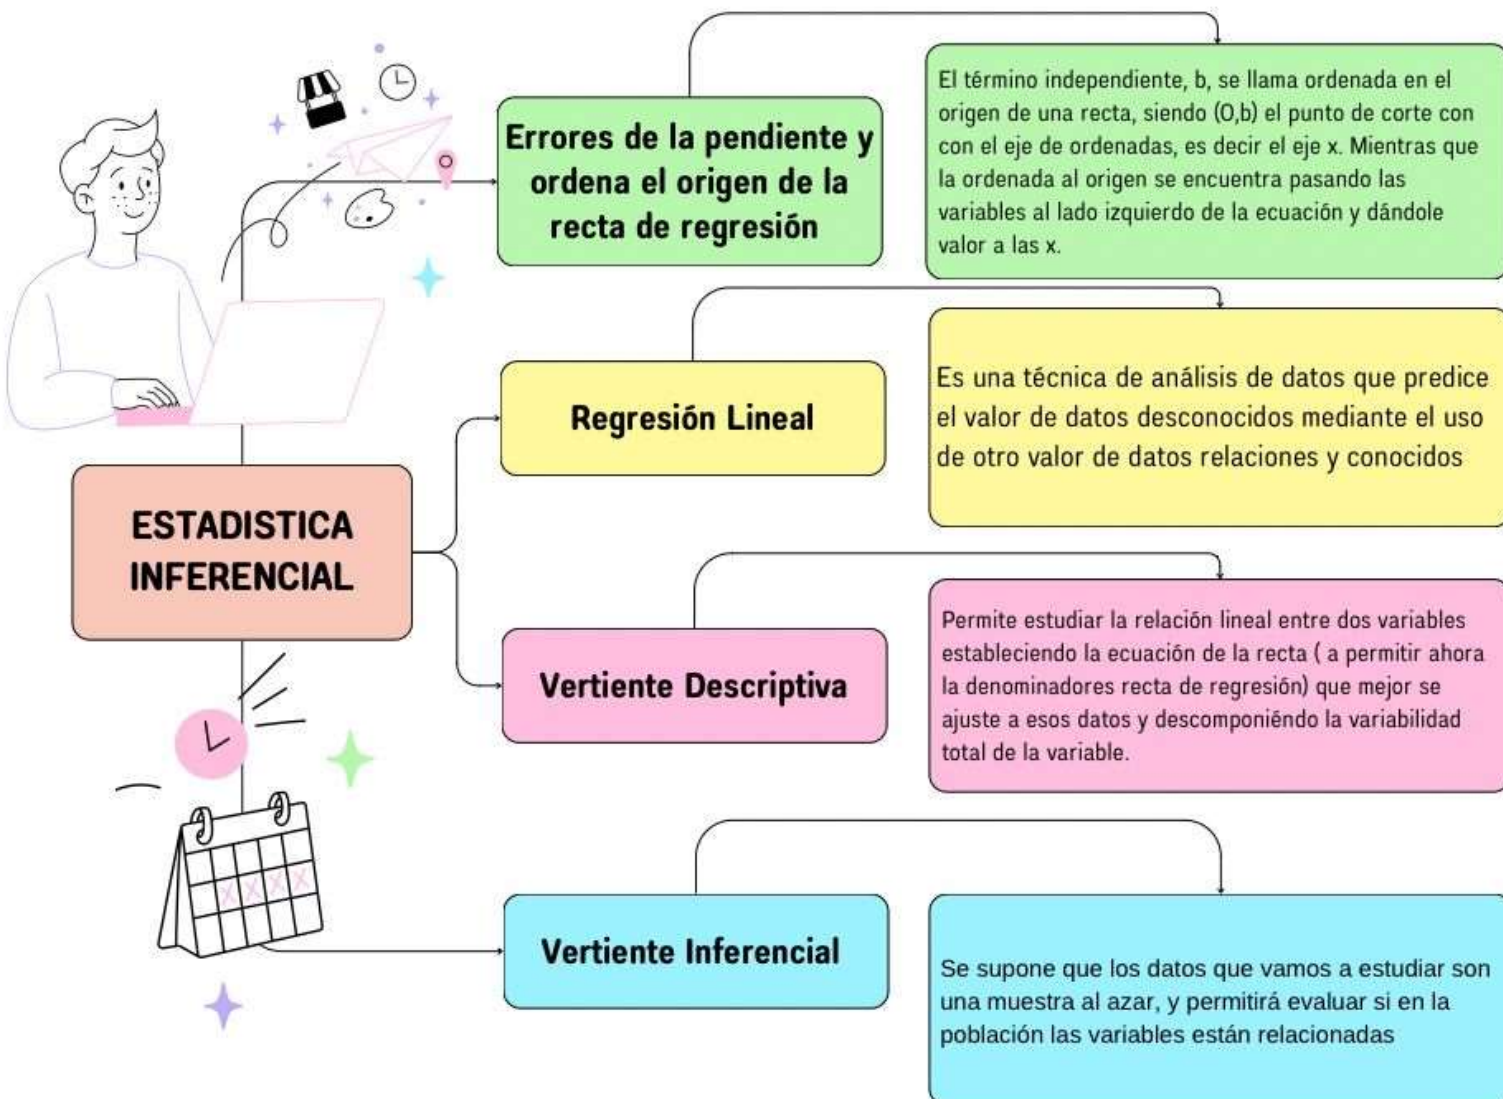 Errores de la pendiente y
ordena el origen de la
recta de regresión
El término independiente, b, se llama ordenada en el
origen de una recta, siendo (0,b) el punto de corte con
con el eje de ordenadas, es decir el eje x. Mientras que
la ordenada al origen se encuentra pasando las
variables al lado izquierdo de la ecuación y dándole
valor a las x.
Regresión Lineal
Es una técnica de análisis de datos que predice
el valor de datos desconocidos mediante el uso
de otro valor de datos relaciones y conocidos
ESTADISTICA
INFERENCIAL
Vertiente Descriptiva
Permite estudiar la relación lineal entre dos variables
estableciendo la ecuación de la recta ( a permitir ahora
la denominadores recta de regresión) que mejor se
ajuste a esos datos y descomponiéndo la variabilidad
total de la variable.
Vertiente Inferencial
Se supone que los datos que vamos a estudiar son
una muestra al azar, y permitirá evaluar si en la
población las variables están relacionadas